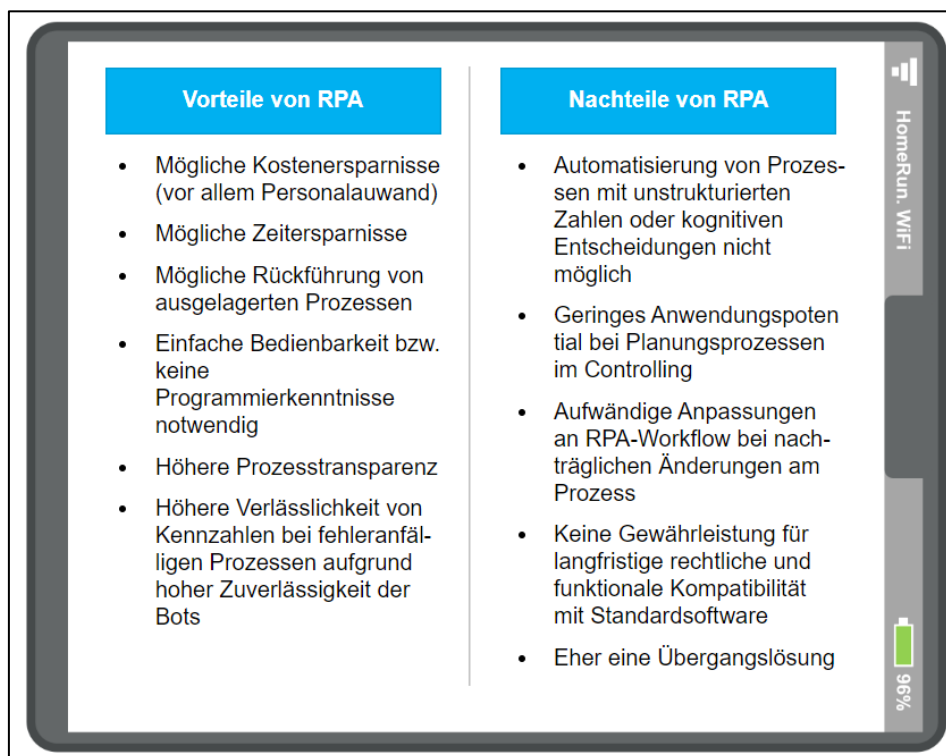 Vorteile von RPA
• Mögliche Kostenersparnisse
(vor allem Personalauwand)
• Mögliche Zeitersparnisse
• Mögliche Rückführung von
ausgelagerten Prozessen
• Einfache Bedienbarkeit bzw.
keine
Programmierkenntnisse
notwendig
• Höhere Prozesstransparenz
• Höhere Verlässlichkeit von
Kennzahlen bei fehleranfäl-
ligen Prozessen aufgrund
hoher Zuverlässigkeit der
Bots
Nachteile von RPA
• Automatisierung von Prozes-
sen mit unstrukturierten
Zahlen oder kognitiven
Entscheidungen nicht
möglich
• Geringes Anwendungspoten
tial bei Planungsprozessen
im Controlling
• Aufwändige Anpassungen
an RPA-Workflow bei nach-
träglichen Änderungen am
Prozess
• Keine Gewährleistung für
langfristige rechtliche und
funktionale Kompatibilität
mit Standardsoftware
• Eher eine Übergangslösung
HomeRun. WiFi
96%